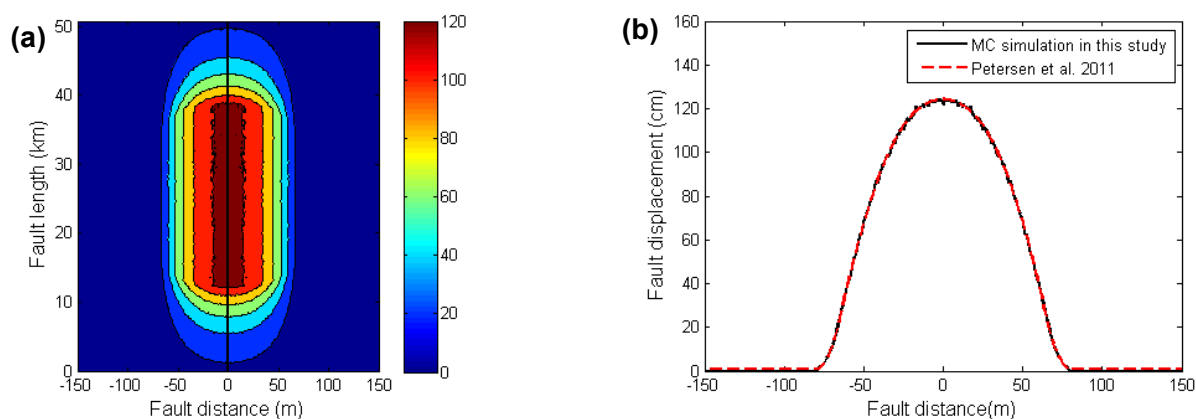 (a)
50
40
30
20
10
0
Fault length (km)
-150 -100 -50 0 50 100 150
Fault distance (m)
120
100
80
60
40
20
0
(b)
160
140
120
100
80
60
40
20
0
Fault displacement (cm)
MC simulation in this study
Petersen et al. 2011
-150 -100 -50 0 50 100 150
Fault distance(m)